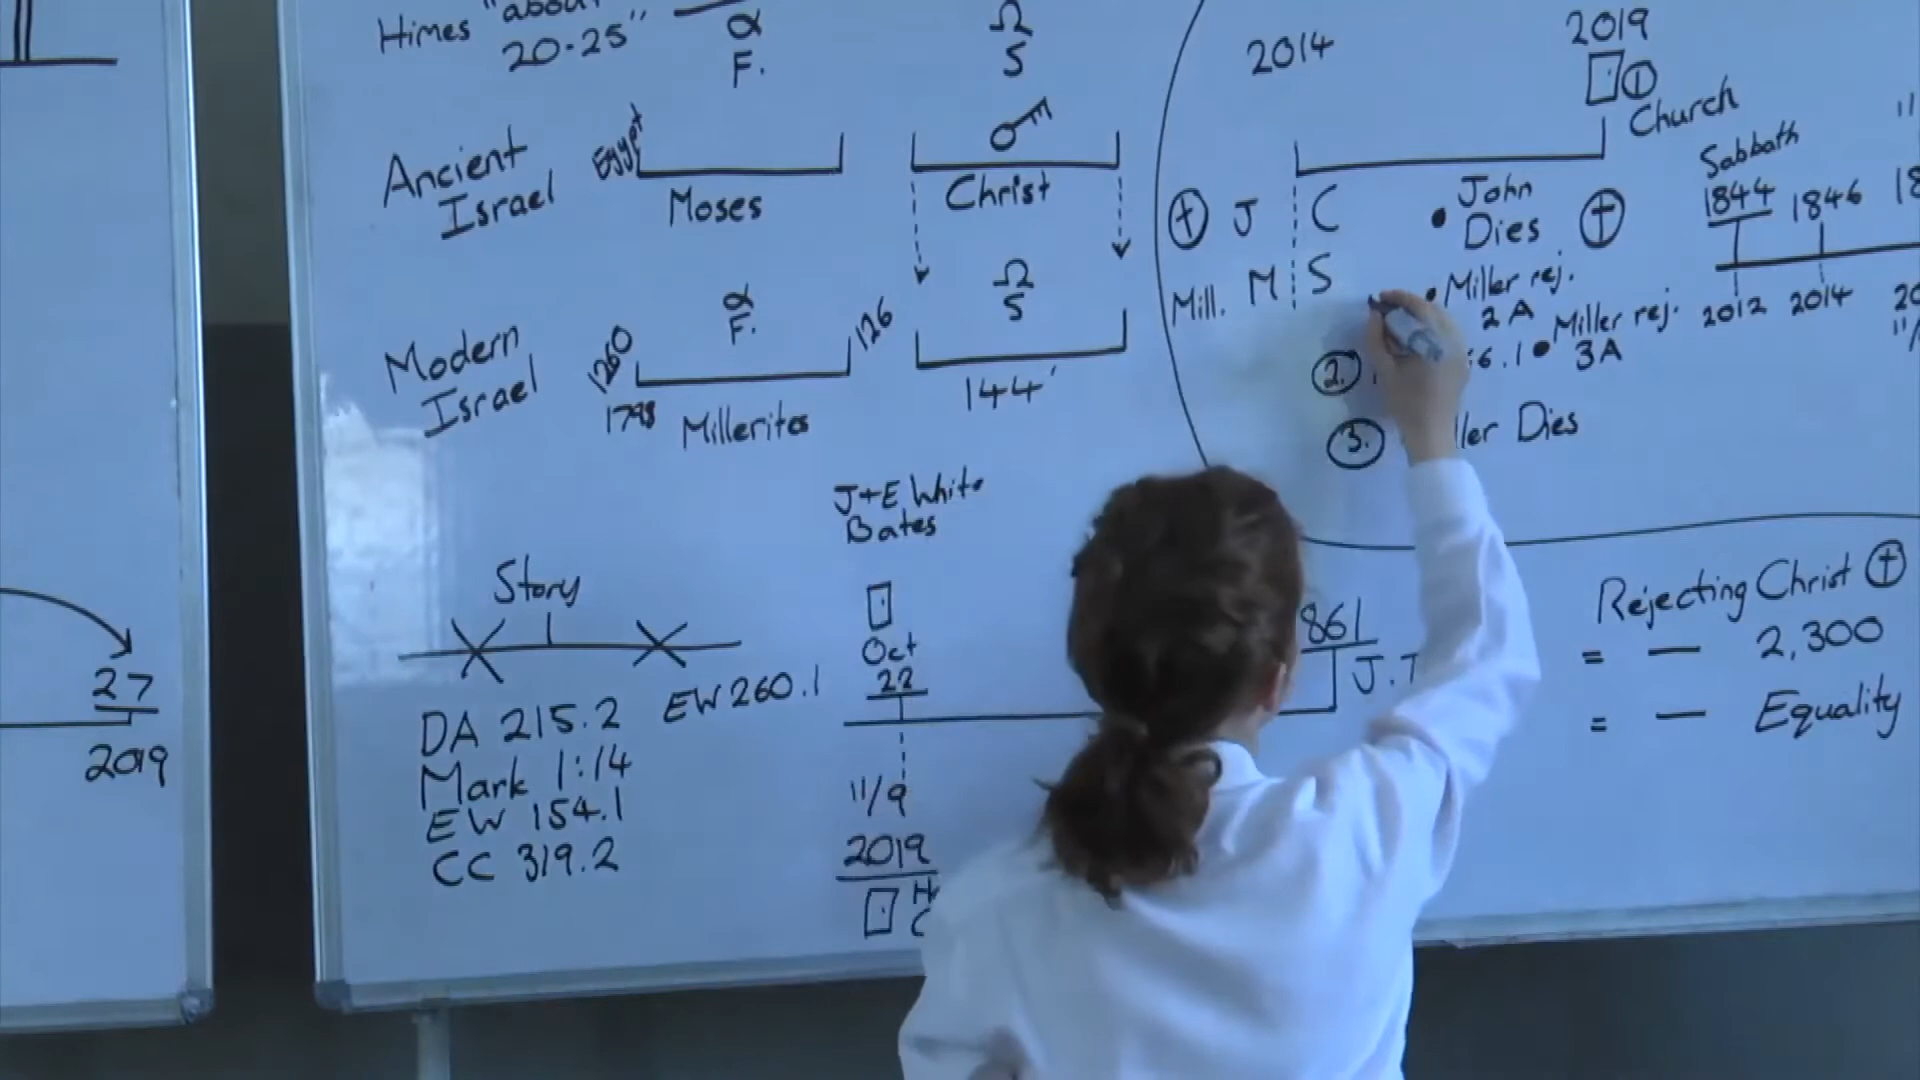 27
2019
Himes "about
20-25"
α
F.
Ω
S
Ancient
Israel
Egypt
Moses
Christ
Modern
Israel
1260
1798
α
F.
126
Millerites
Ω
S
144'
Story
DA 215.2
EW 260.1
Mark 1:14
EW 154.1
CC 319.2
J+E White
Bates
Oct
22
11/9
2019
861
2014
2019
1
Church
J
C
• John
Dies
Mill. M
S
• Miller rej.
2A
• Miller rej.
3A
2.
:6.1
3.
ller Dies
Sabbath
1844
1846
2012
2014
Rejecting Christ
= — 2,300
= — Equality